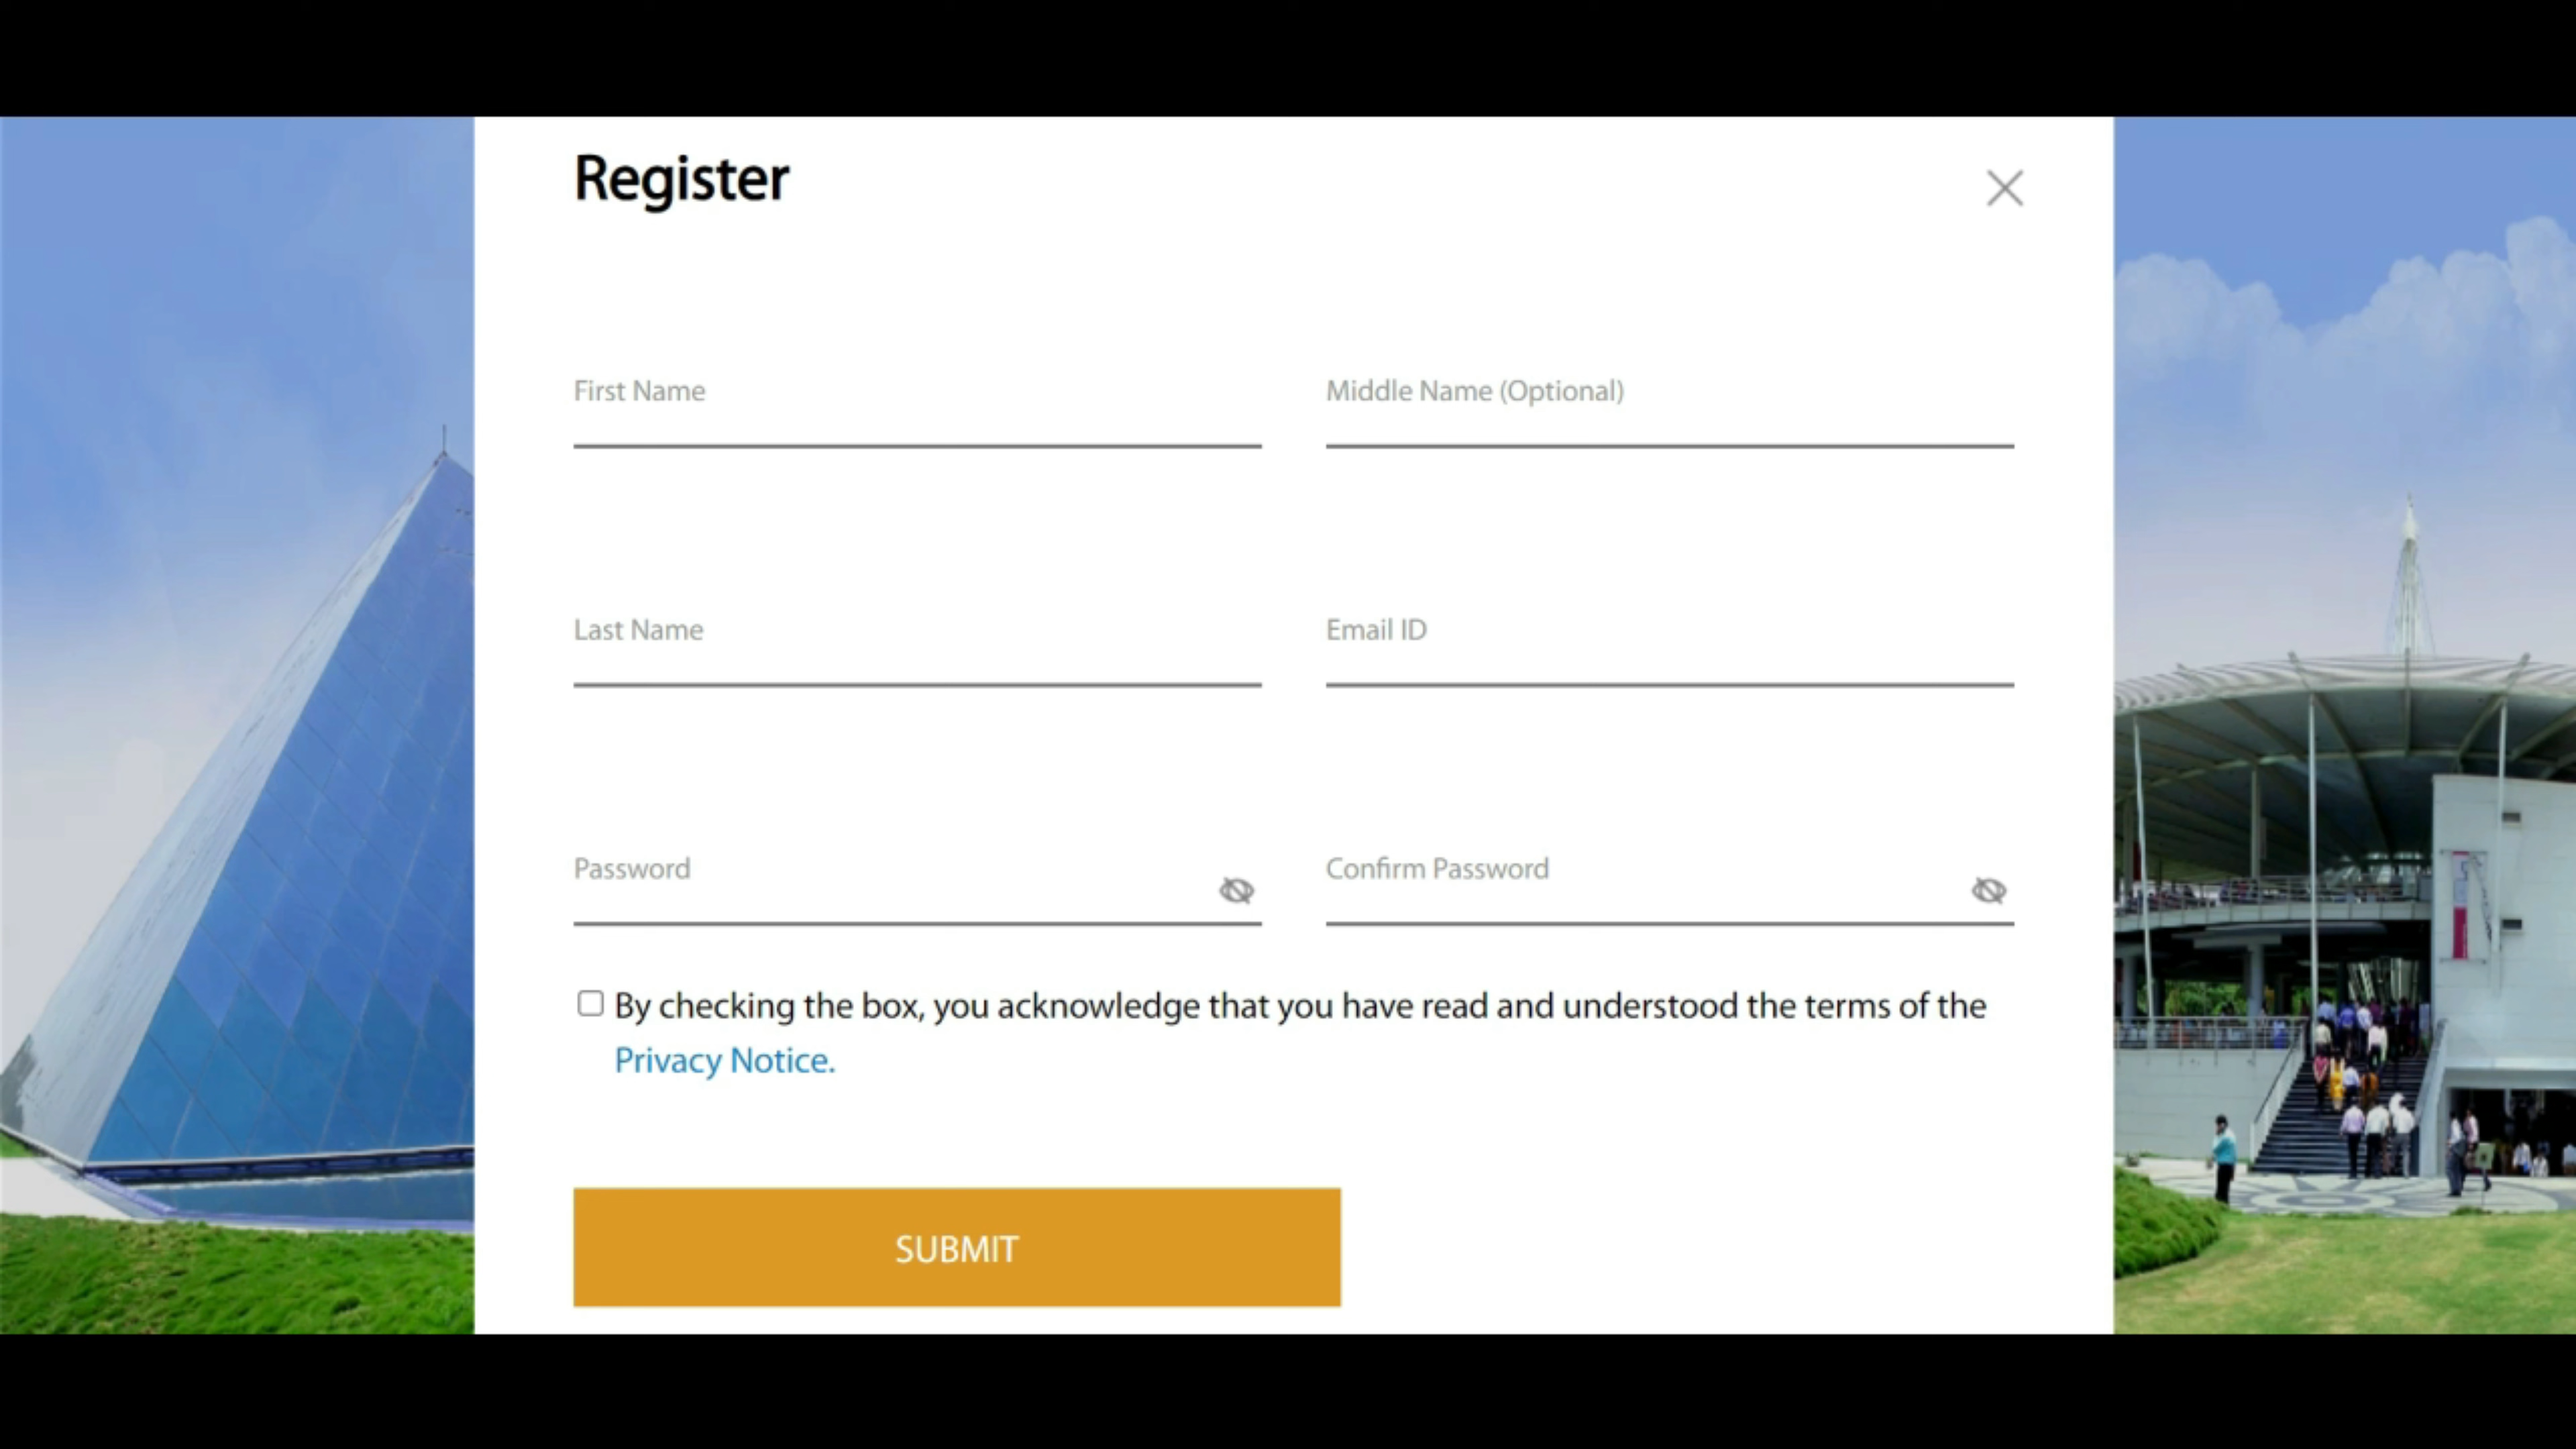 Register
First Name
Middle Name (Optional)
Last Name
Email ID
Password
Confirm Password
By checking the box, you acknowledge that you have read and understood the terms of the
Privacy Notice.
SUBMIT